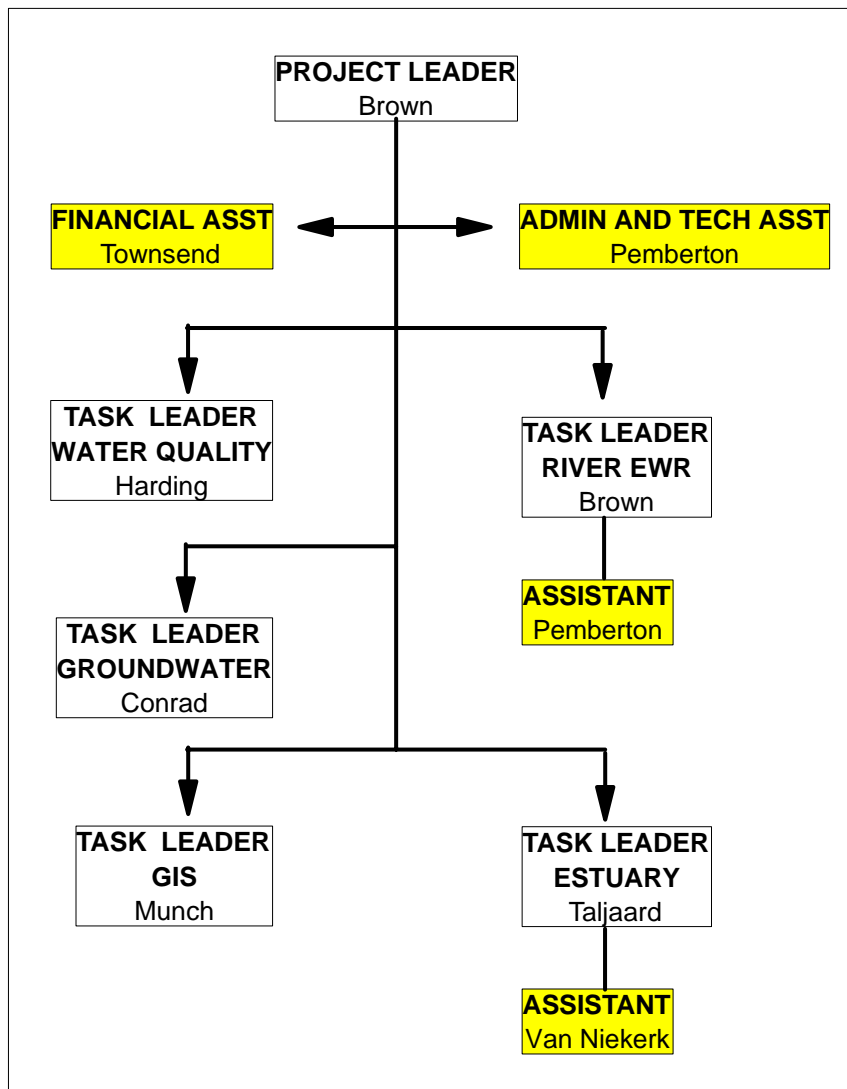 PROJECT LEADER
Brown
FINANCIAL ASST
Townsend
ADMIN AND TECH ASST
Pemberton
TASK LEADER
WATER QUALITY
Harding
TASK LEADER
RIVER EWR
Brown
ASSISTANT
Pemberton
TASK LEADER
GROUNDWATER
Conrad
TASK LEADER
GIS
Munch
TASK LEADER
ESTUARY
Taljaard
ASSISTANT
Van Niekerk